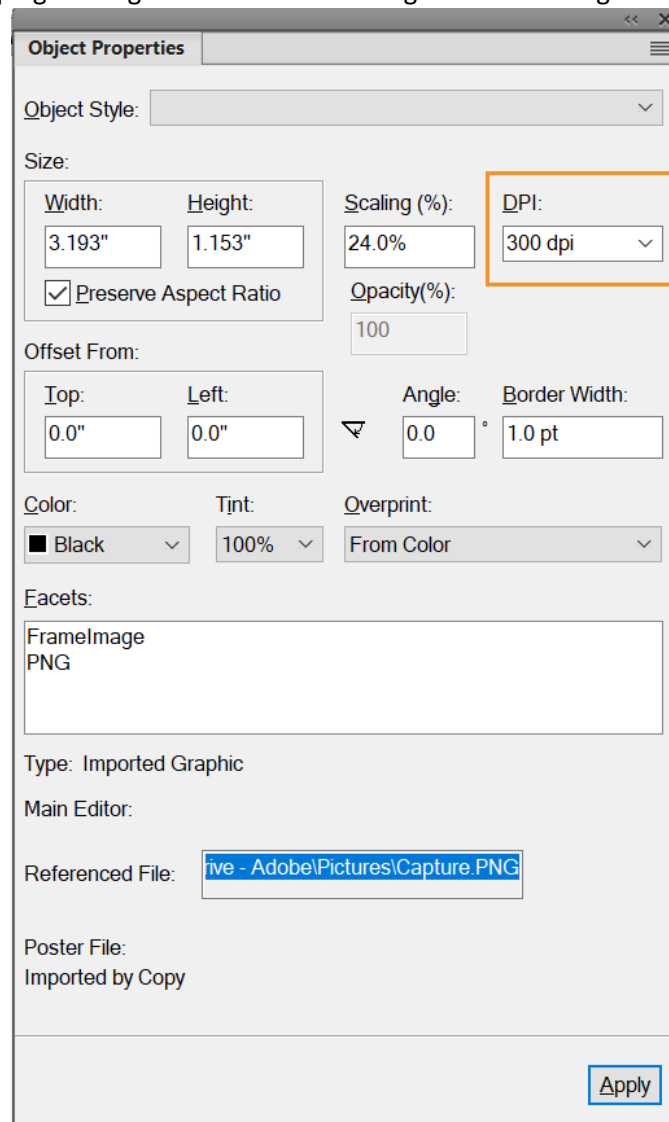 Object Properties
Object Style:
Size:
Width: Height: Scaling (%): DPI:
3.193" 1.153" 24.0% 300 dpi
Preserve Aspect Ratio Opacity(%):
100
Offset From:
Top: Left: Angle: Border Width:
0.0" 0.0" 0.0 ° 1.0 pt
Color: Tint: Overprint:
Black 100% From Color
Facets:
FrameImage
PNG
Type: Imported Graphic
Main Editor:
Referenced File: rive - Adobe\Pictures\Capture.PNG
Poster File:
Imported by Copy
Apply